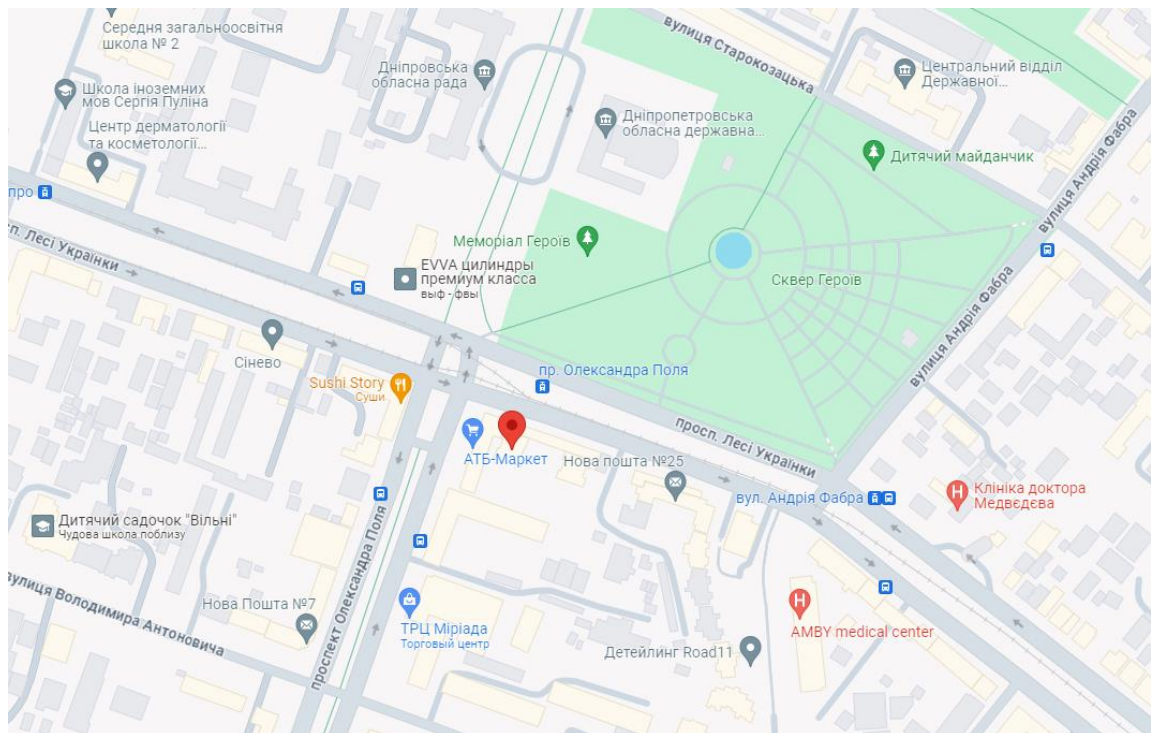 Середня загальноосвітня
школа № 2
Школа іноземних
мов Сергія Пуліна
Центр дерматології
та косметології...
про
Дніпровська
обласна рада
вулиця Старокозацька
Центральний відділ
Державної...
Дніпропетровська
обласна державна...
Дитячий майданчик
вулиця Андрія Фабра
Меморіал Героїв
EVVA цилиндры
премиум класса
выф - фвы
Сквер Героїв
п. Лесі Українки
вулиця Андрія Фабра
Сінево
Sushi Story
Суши
пр. Олександра Поля
просп. Лесі Українки
АТБ-Маркет
Нова пошта №25
вул. Андрія Фабра
Клініка доктора
Медвєдєва
Дитячий садочок "Вільні"
Чудова школа поблизу
проспект Олександра Поля
вулиця Володимира Антоновича
Нова Пошта №7
ТРЦ Міріада
Торговый центр
AMBY medical center
Детейлинг Road11